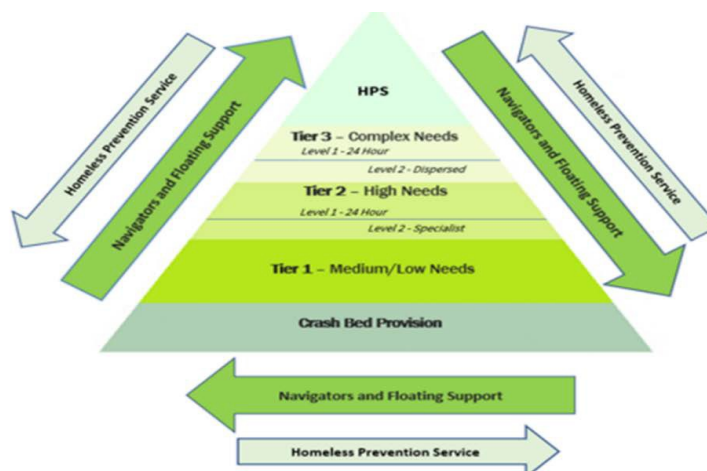 HPS
Tier 3 – Complex Needs
Level 1 - 24 Hour
Level 2 - Dispersed
Tier 2 – High Needs
Level 1 - 24 Hour
Level 2 - Specialist
Tier 1 – Medium/Low Needs
Crash Bed Provision
Homeless Prevention Service
Navigators and Floating Support
Navigators and Floating Support
Homeless Prevention Service
Navigators and Floating Support
Homeless Prevention Service